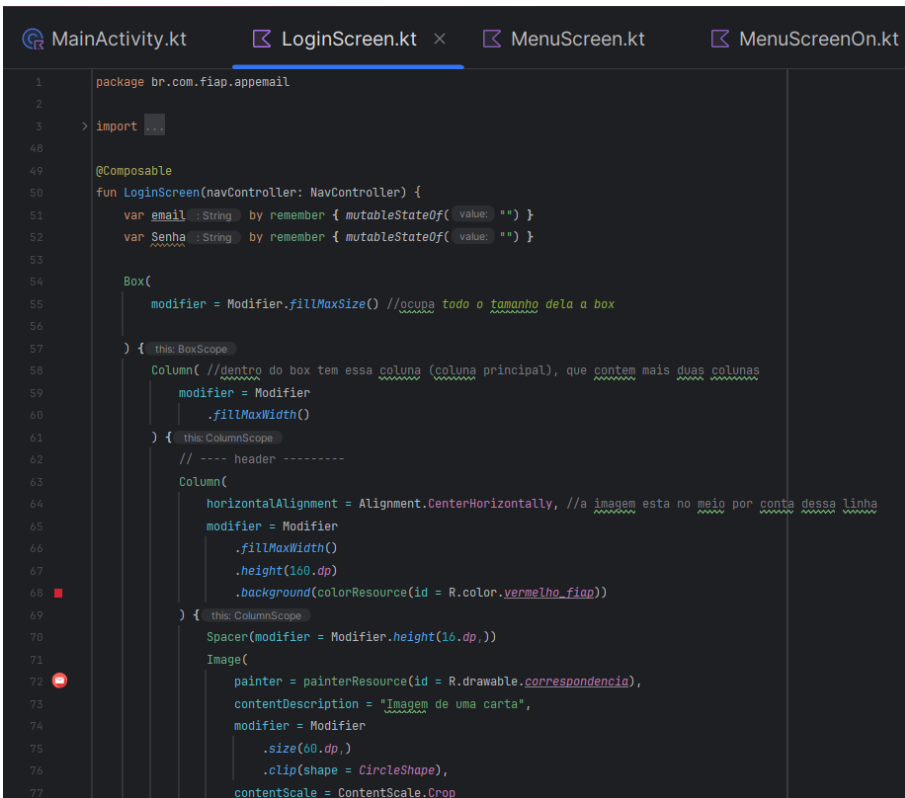 MainActivity.kt LoginScreen.kt × MenuScreen.kt MenuScreenOn.kt
1 package br.com.fiap.appemail
2
3 > import ...
48
49 @Composable
50 fun LoginScreen(navController: NavController) {
51 var email : String by remember { mutableStateOf( value: "") }
52 var Senha : String by remember { mutableStateOf( value: "") }
53
54 Box(
55 modifier = Modifier.fillMaxSize() //ocupa todo o tamanho dela a box
56
57 ) { this: BoxScope
58 Column( //dentro do box tem essa coluna (coluna principal), que contem mais duas colunas
59 modifier = Modifier
60 .fillMaxWidth()
61 ) { this: ColumnScope
62 // ---- header ---------
63 Column(
64 horizontalAlignment = Alignment.CenterHorizontally, //a imagem esta no meio por conta dessa linha
65 modifier = Modifier
66 .fillMaxWidth()
67 .height(160.dp)
68 .background(colorResource(id = R.color.vermelho_fiap))
69 ) { this: ColumnScope
70 Spacer(modifier = Modifier.height(16.dp,))
71 Image(
72 painter = painterResource(id = R.drawable.correspondencia),
73 contentDescription = "Imagem de uma carta",
74 modifier = Modifier
75 .size(60.dp,)
76 .clip(shape = CircleShape),
77 contentScale = ContentScale.Crop